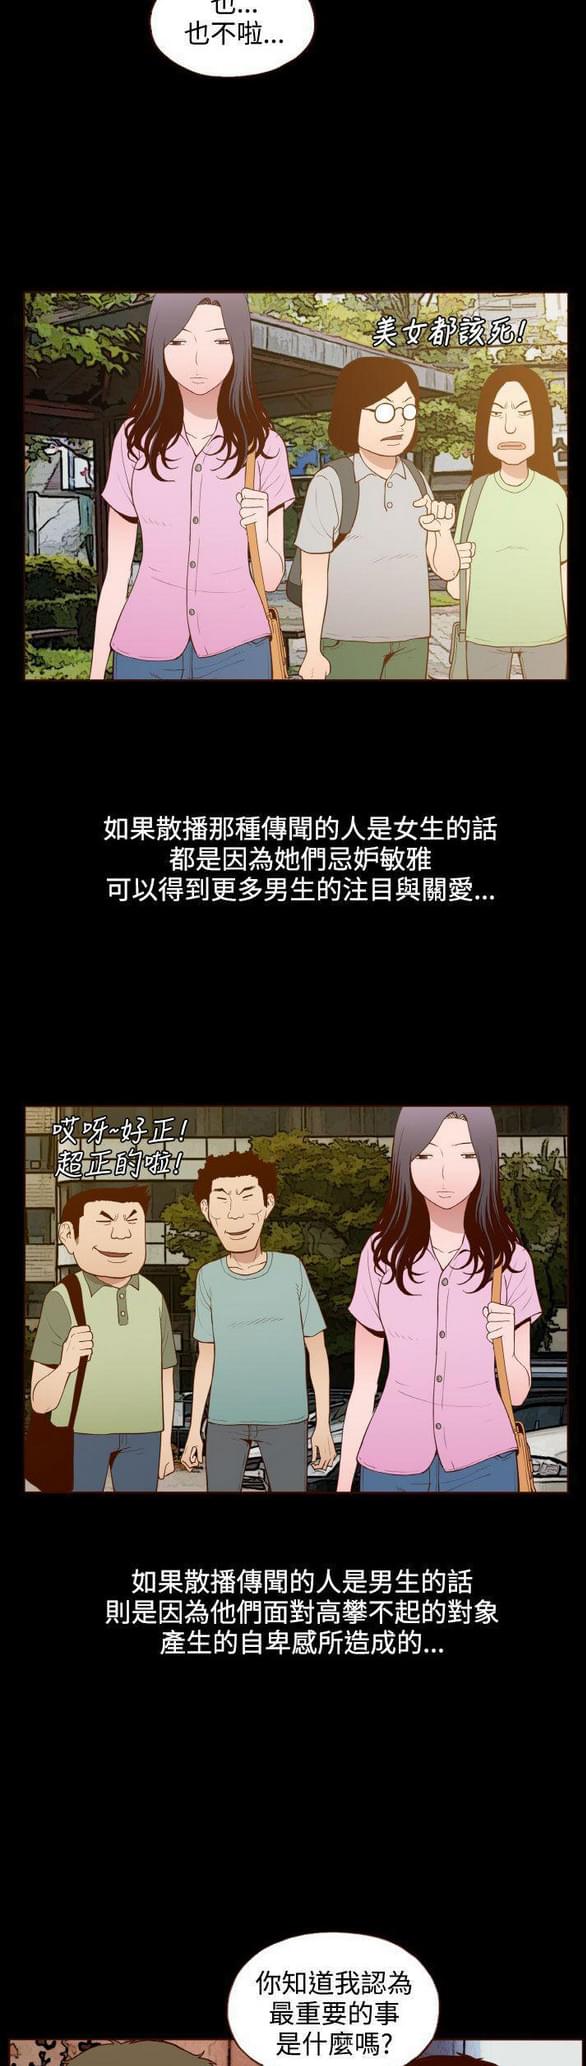 也...
也不啦...
美女都該死!
如果散播那種傳聞的人是女生的話
都是因為她們忌妒敏雅
可以得到更多男生的注目與關愛...
哎呀~好正!
超正的啦!
如果散播傳聞的人是男生的話
則是因為他們面對高攀不起的對象
產生的自卑感所造成的...
你知道我認為
最重要的事
是什麼嗎?